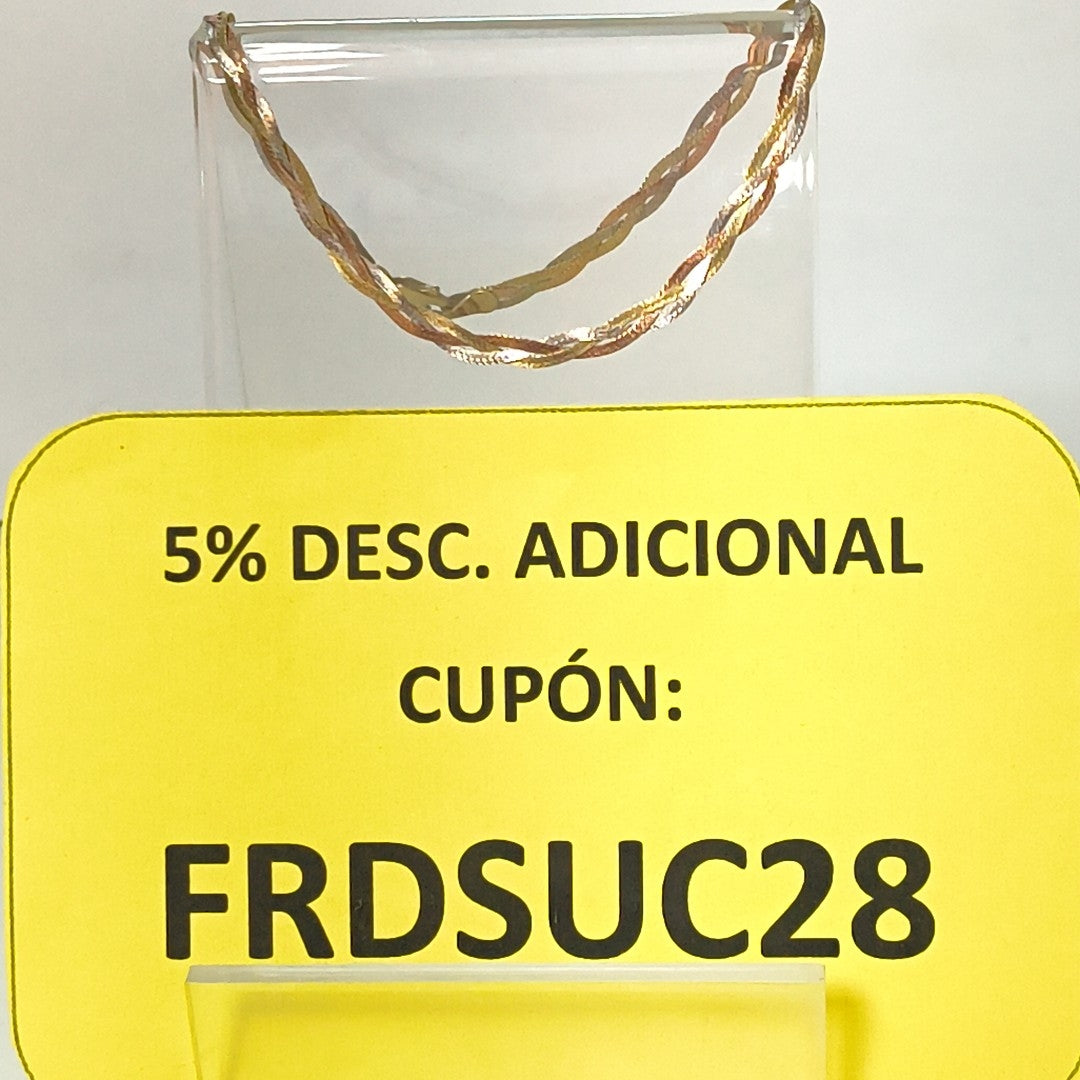 5% DESC. ADICIONAL
CUPÓN:
FRDSUC28